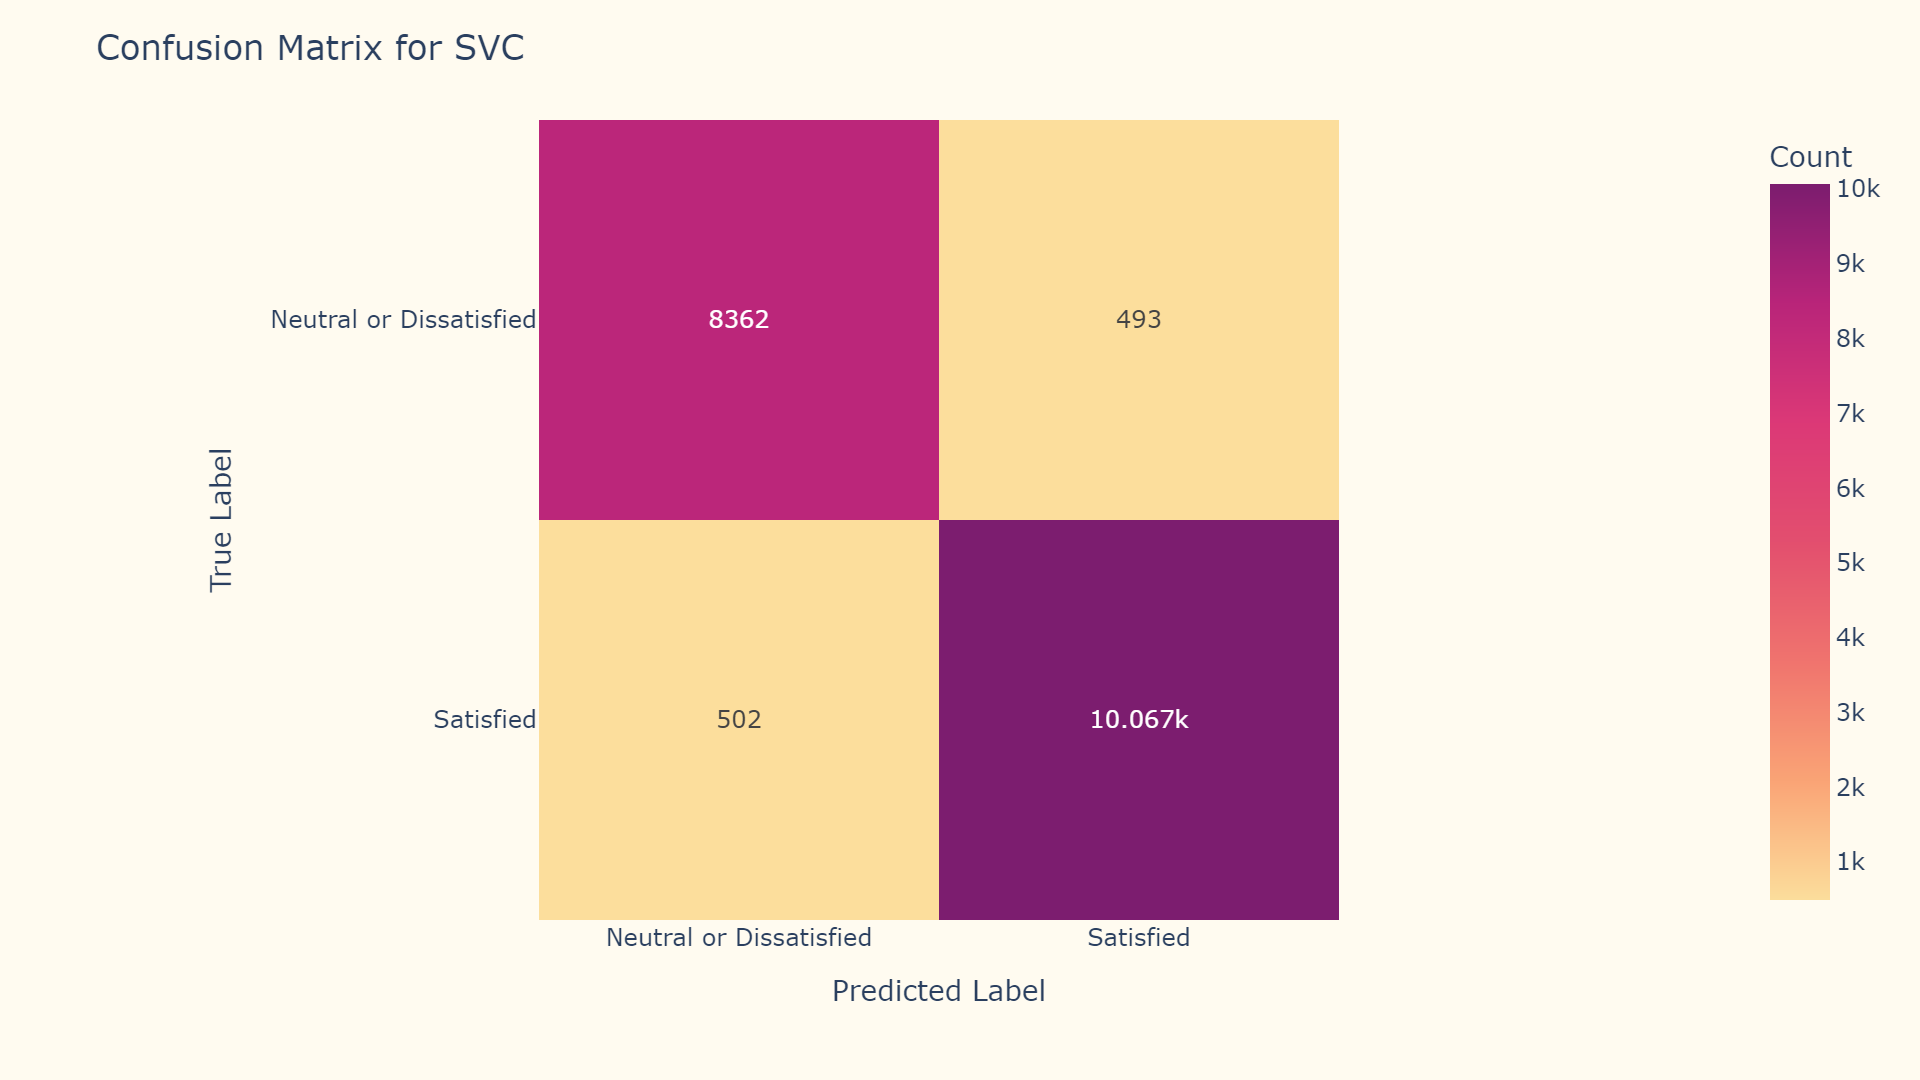 Confusion Matrix for SVC
Neutral or Dissatisfied
Satisfied
True Label
8362
493
502
10.067k
Neutral or Dissatisfied
Satisfied
Predicted Label
Count
10k
9k
8k
7k
6k
5k
4k
3k
2k
1k